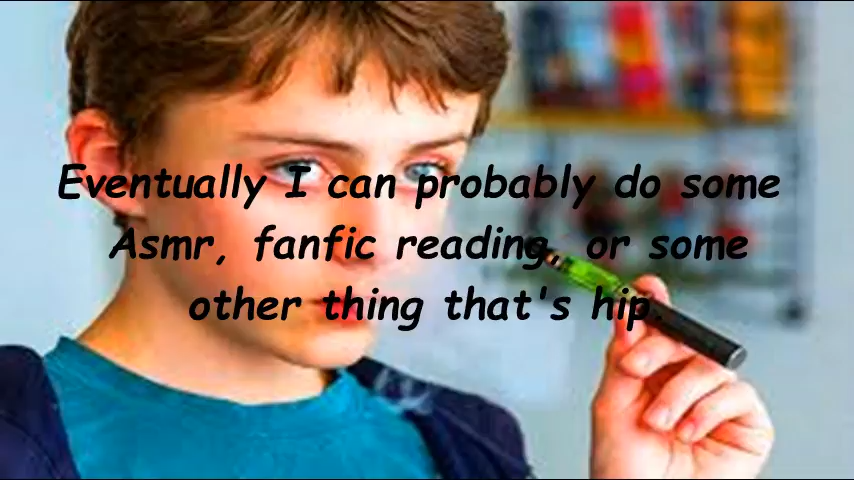 Eventually I can probably do some
Asmr, fanfic reading, or some
other thing that's hip.